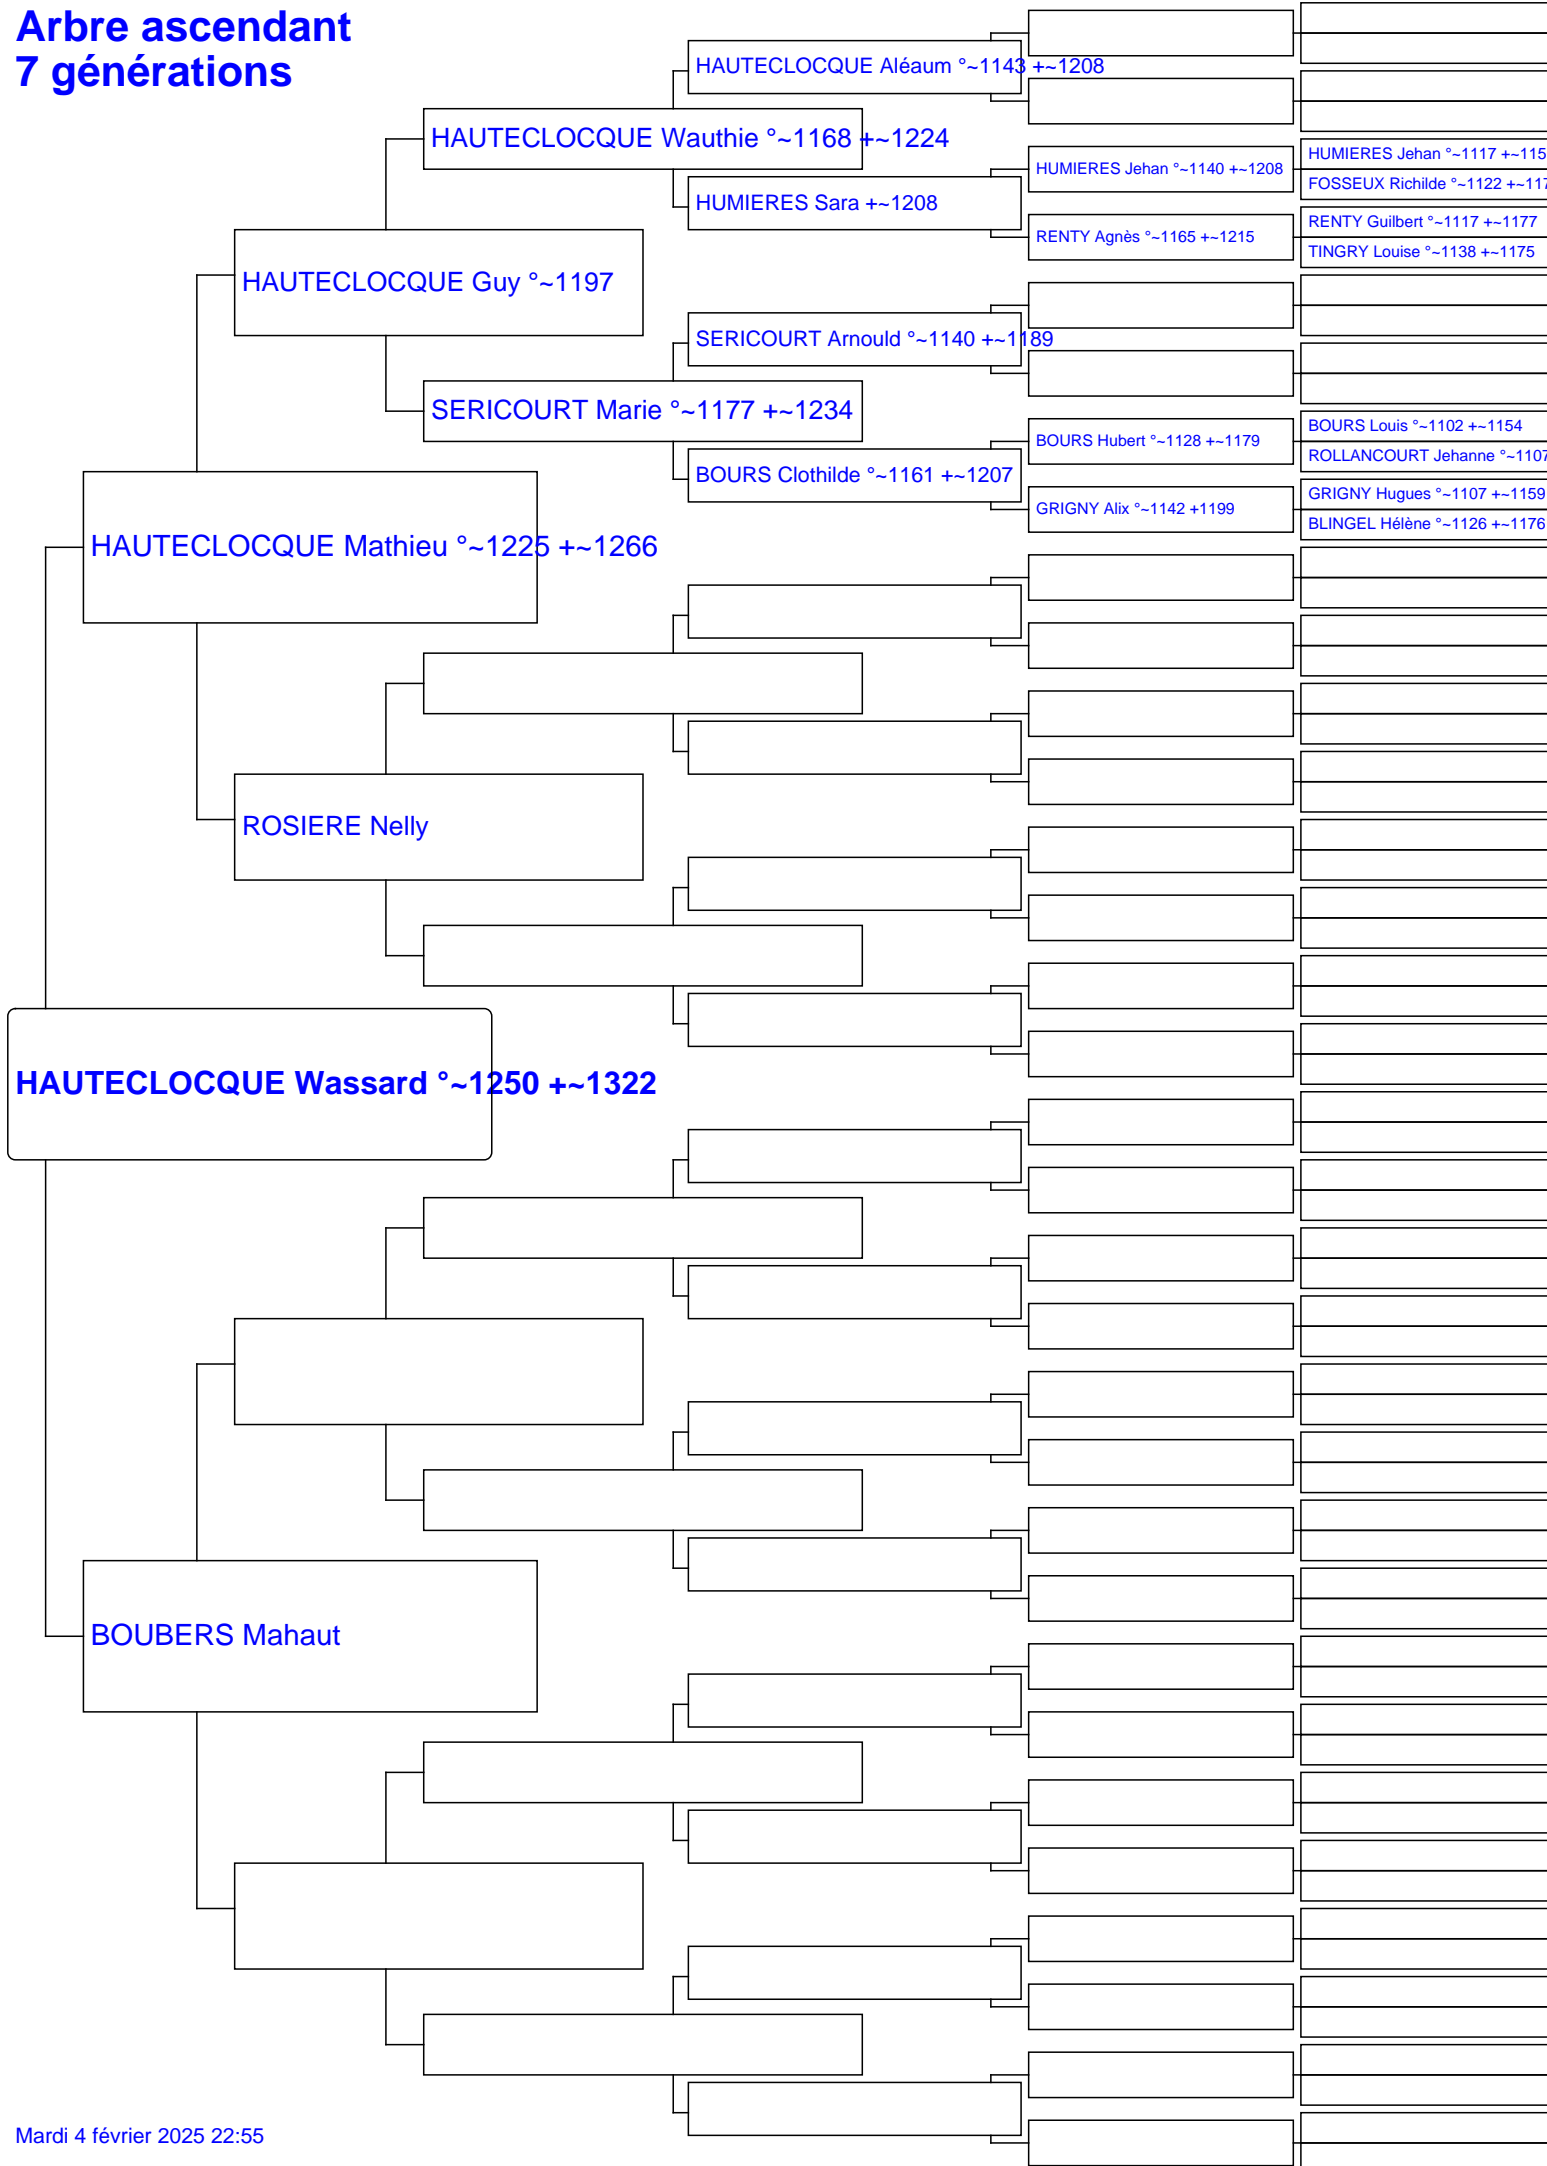 Arbre ascendant
7 générations
HAUTECLOCQUE Aléaum °~1143 +~1208
HAUTECLOCQUE Wauthie °~1168 +~1224
HUMIERES Jehan °~1117 +~115
HUMIERES Jehan °~1140 +~1208
FOSSEUX Richilde °~1122 +~117
HUMIERES Sara +~1208
RENTY Guilbert °~1117 +~1177
RENTY Agnès °~1165 +~1215
TINGRY Louise °~1138 +~1175
HAUTECLOCQUE Guy °~1197
SERICOURT Arnould °~1140 +~1189
SERICOURT Marie °~1177 +~1234
BOURS Louis °~1102 +~1154
BOURS Hubert °~1128 +~1179
ROLLANCOURT Jehanne °~1107
BOURS Clothilde °~1161 +~1207
GRIGNY Hugues °~1107 +~1159
GRIGNY Alix °~1142 +1199
BLINGEL Hélène °~1126 +~1176
HAUTECLOCQUE Mathieu °~1225 +~1266
ROSIERE Nelly
HAUTECLOCQUE Wassard °~1250 +~1322
BOUBERS Mahaut
Mardi 4 février 2025 22:55